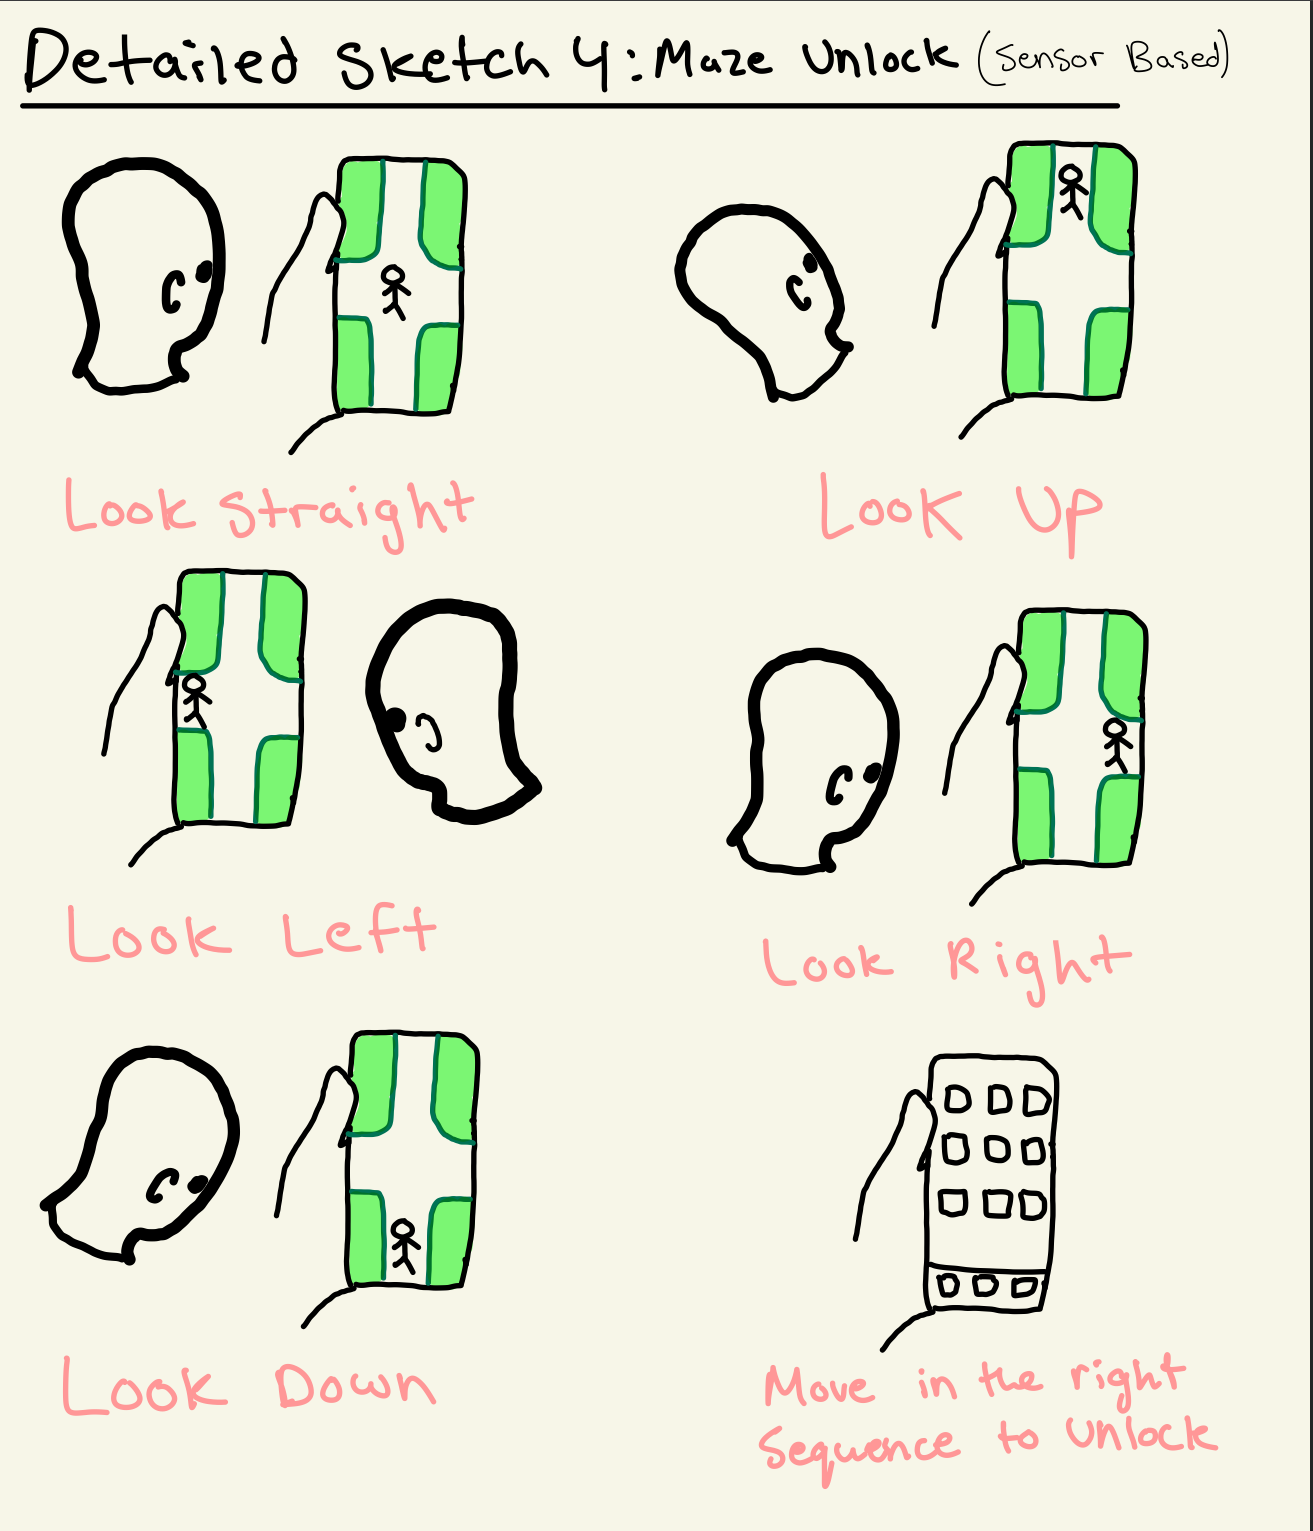 Detailed Sketch 4: Maze Unlock (Sensor Based)
Look Straight
Look Up
Look Left
Look Right
Look Down
Move in the right
Sequence to Unlock